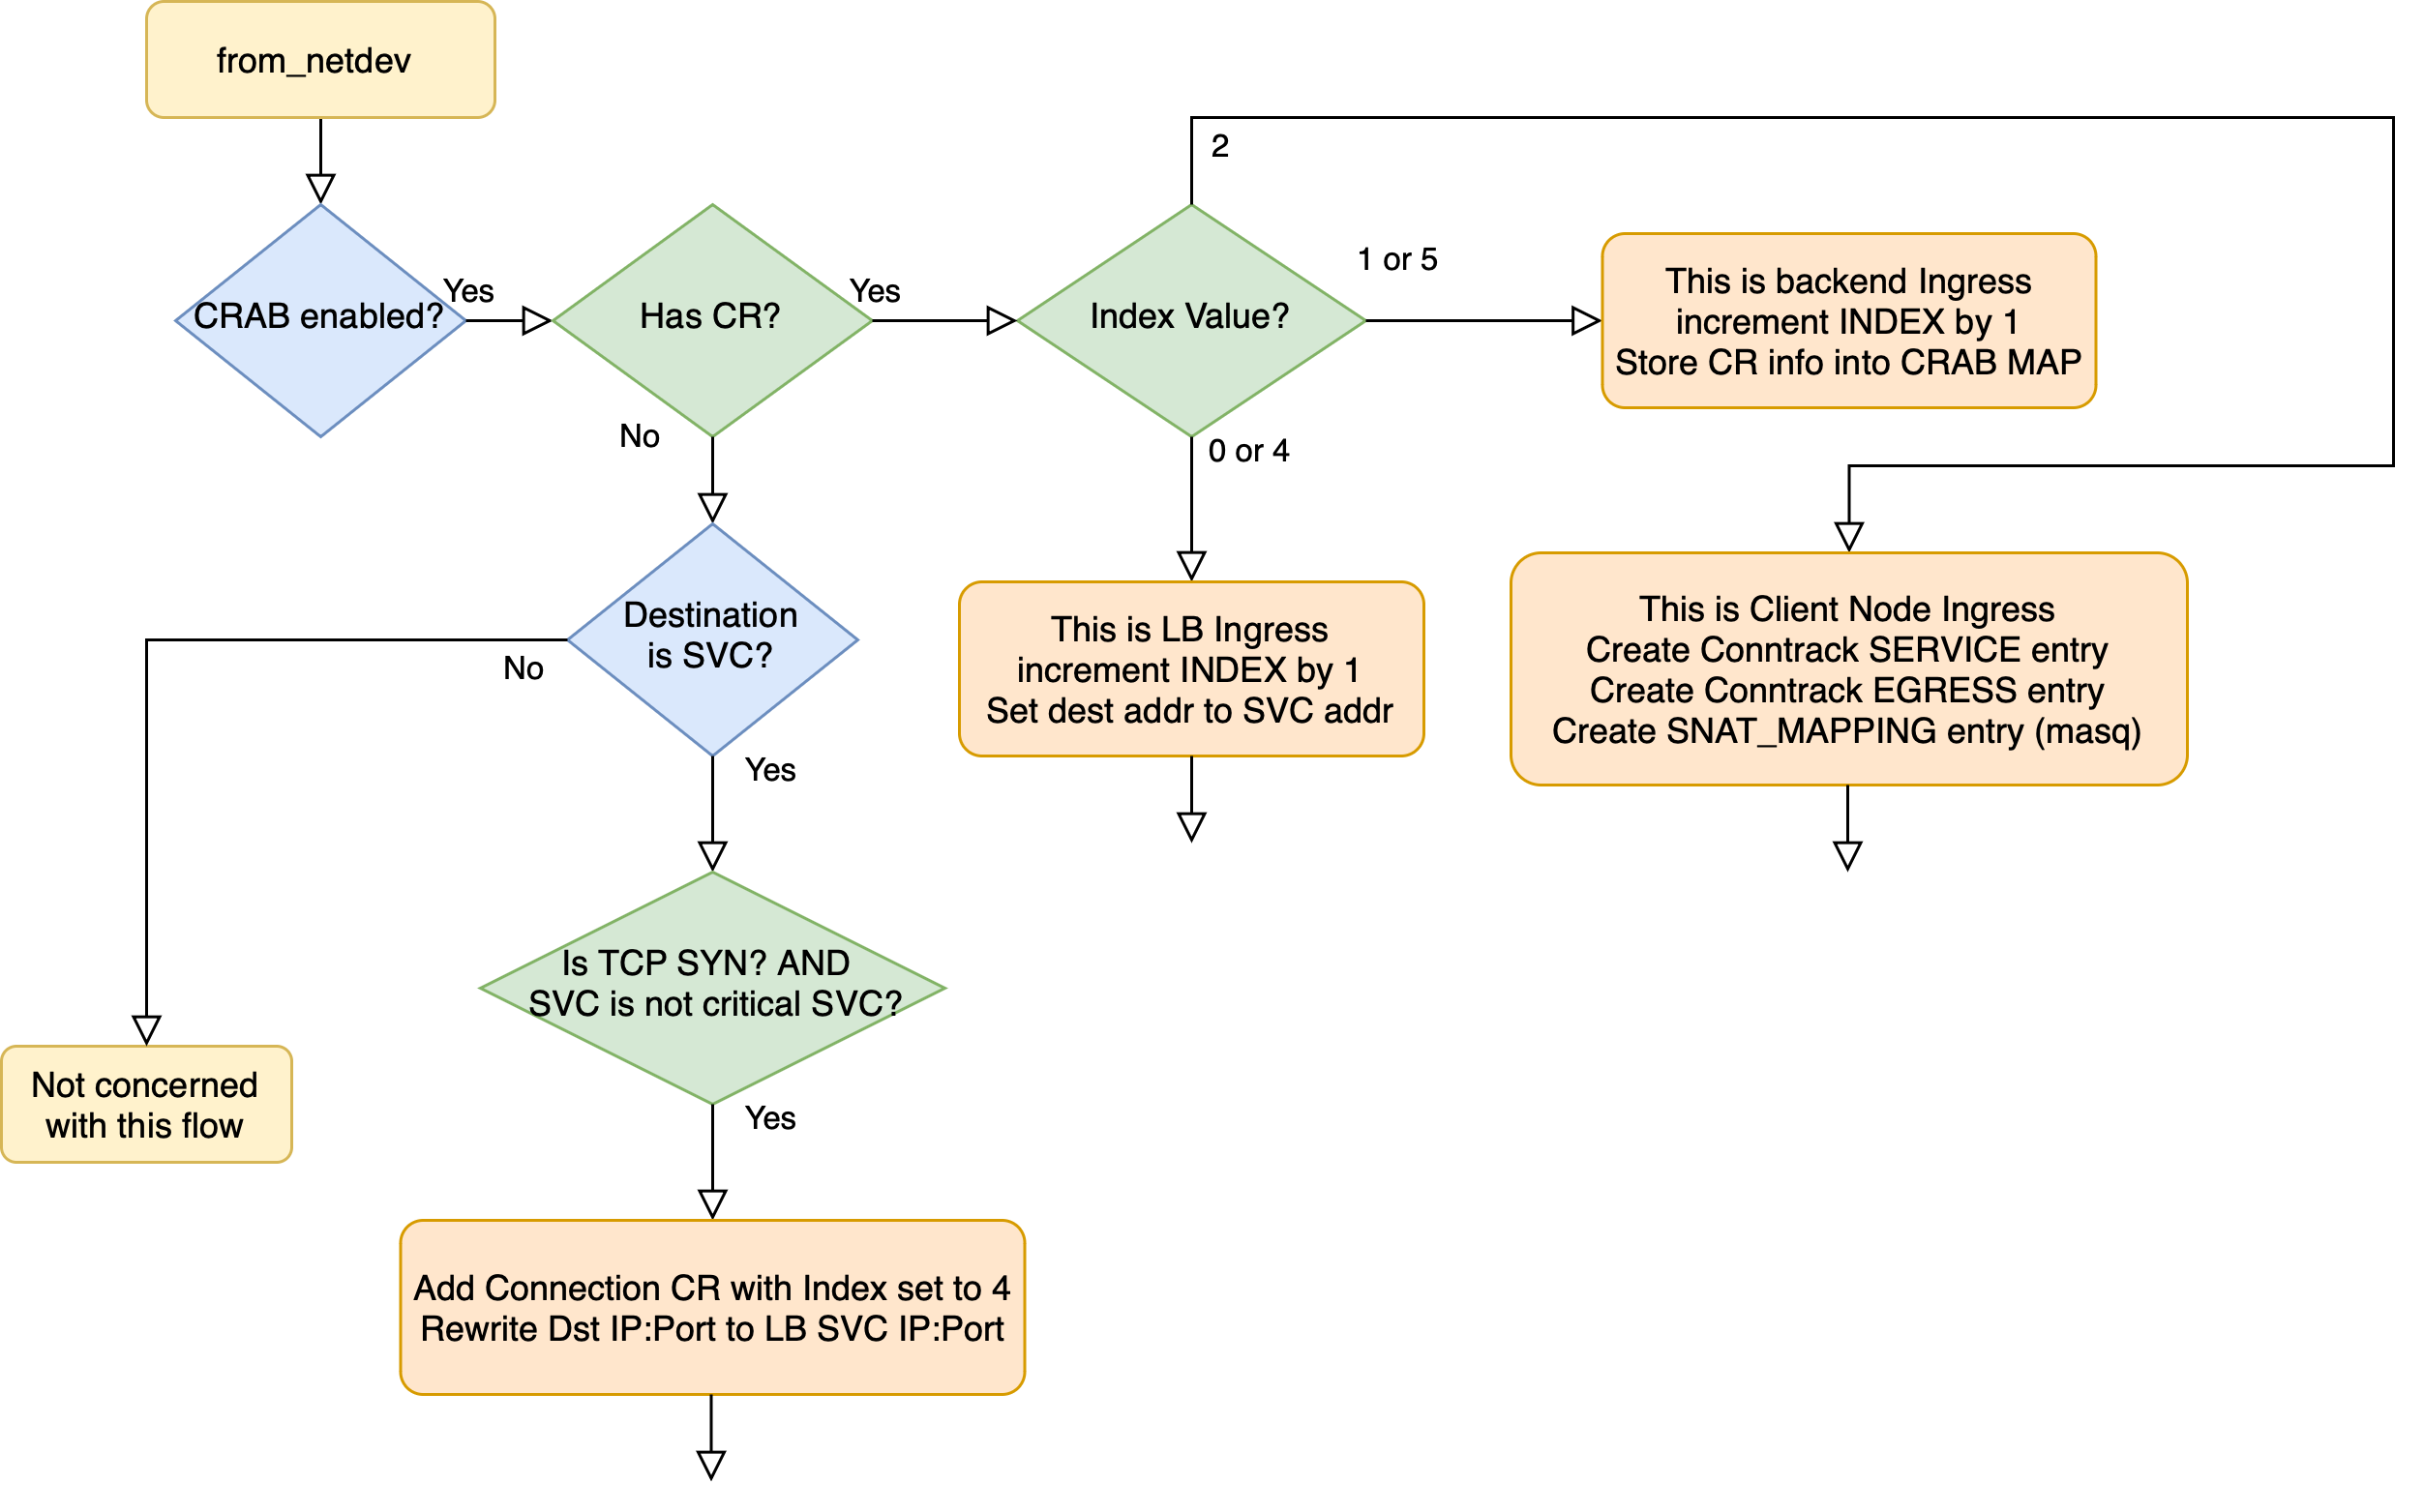 from_netdev
2
CRAB enabled?
Yes
Has CR?
Yes
Index Value?
1 or 5
This is backend Ingress
increment INDEX by 1
Store CR info into CRAB MAP
No
0 or 4
Destination
is SVC?
No
Yes
This is LB Ingress
increment INDEX by 1
Set dest addr to SVC addr
This is Client Node Ingress
Create Conntrack SERVICE entry
Create Conntrack EGRESS entry
Create SNAT_MAPPING entry (masq)
Is TCP SYN? AND
SVC is not critical SVC?
Yes
Not concerned
with this flow
Add Connection CR with Index set to 4
Rewrite Dst IP:Port to LB SVC IP:Port